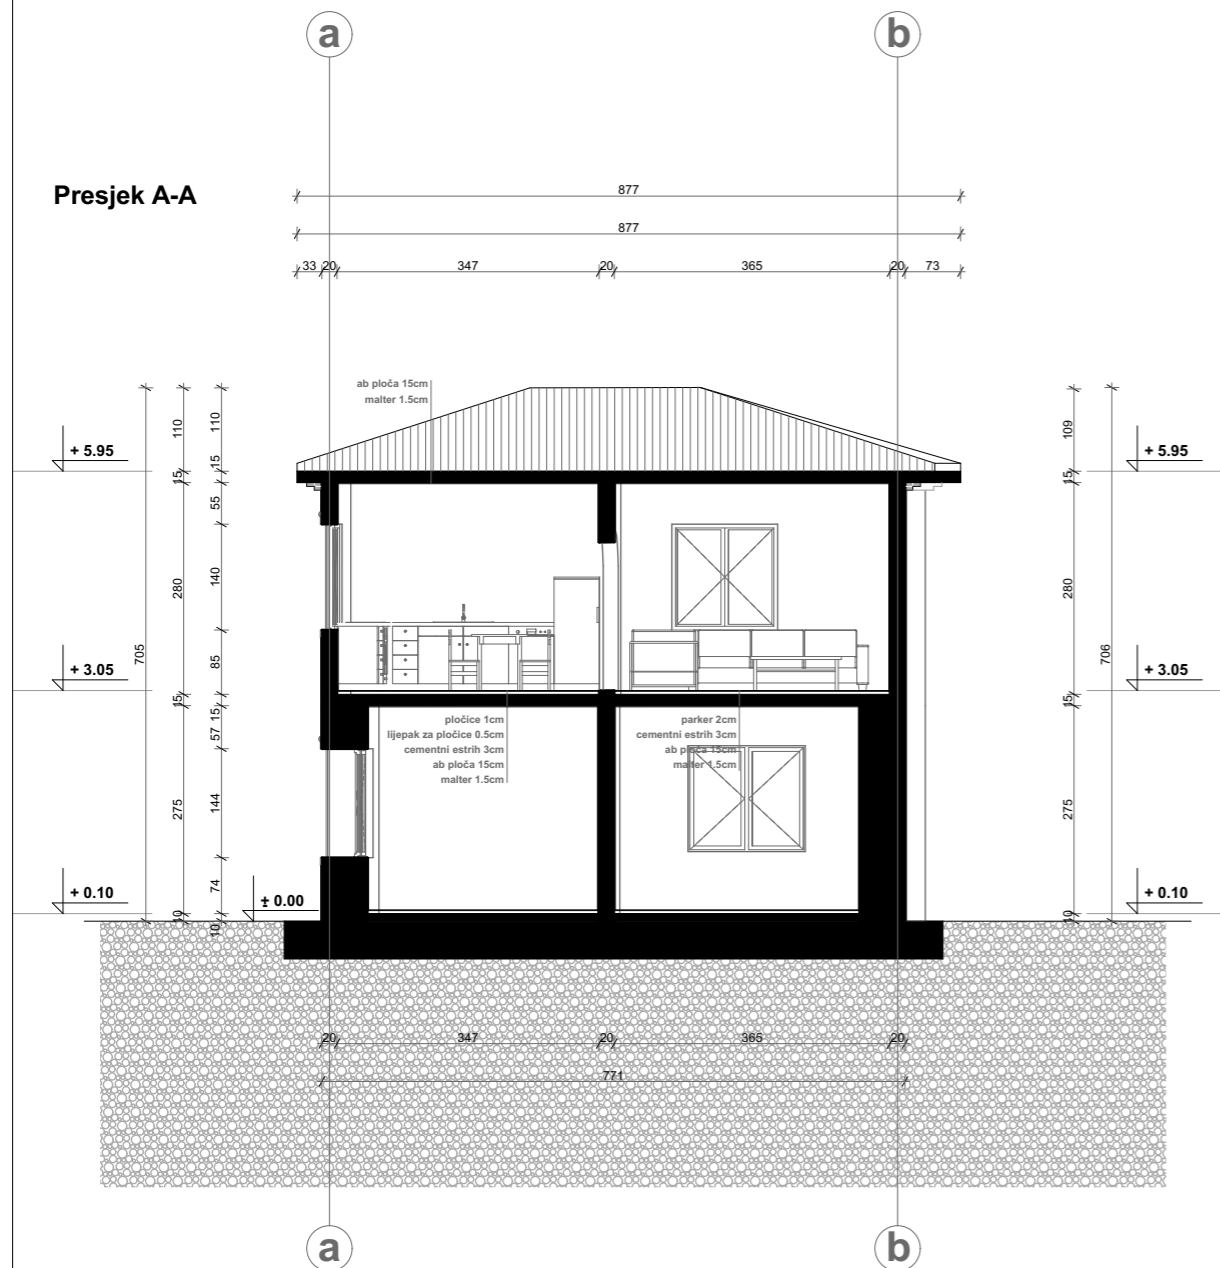 a b
Presjek A-A
877
877
33 20 347 20 365 20 73
ab ploča 15cm
malter 1.5cm
110 110 109
+ 5.95 + 5.95
15 15 15
55
280 140 280
705 706
85
+ 3.05 + 3.05
15 15 15
57
pločice 1cm
lijepak za pločice 0.5cm
cementni estrih 3cm
ab ploča 15cm
malter 1.5cm
parker 2cm
cementni estrih 3cm
ab ploča 15cm
malter 1.5cm
275 144 275
74
+ 0.10 ± 0.00 + 0.10
10 10 10
20 347 20 365 20
771
a b